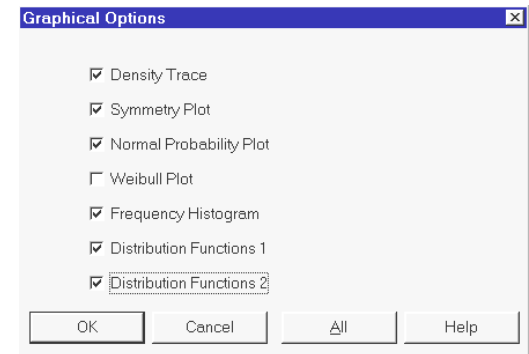 Graphical Options
Density Trace
Symmetry Plot
Normal Probability Plot
Weibull Plot
Frequency Histogram
Distribution Functions 1
Distribution Functions 2
OK Cancel All Help